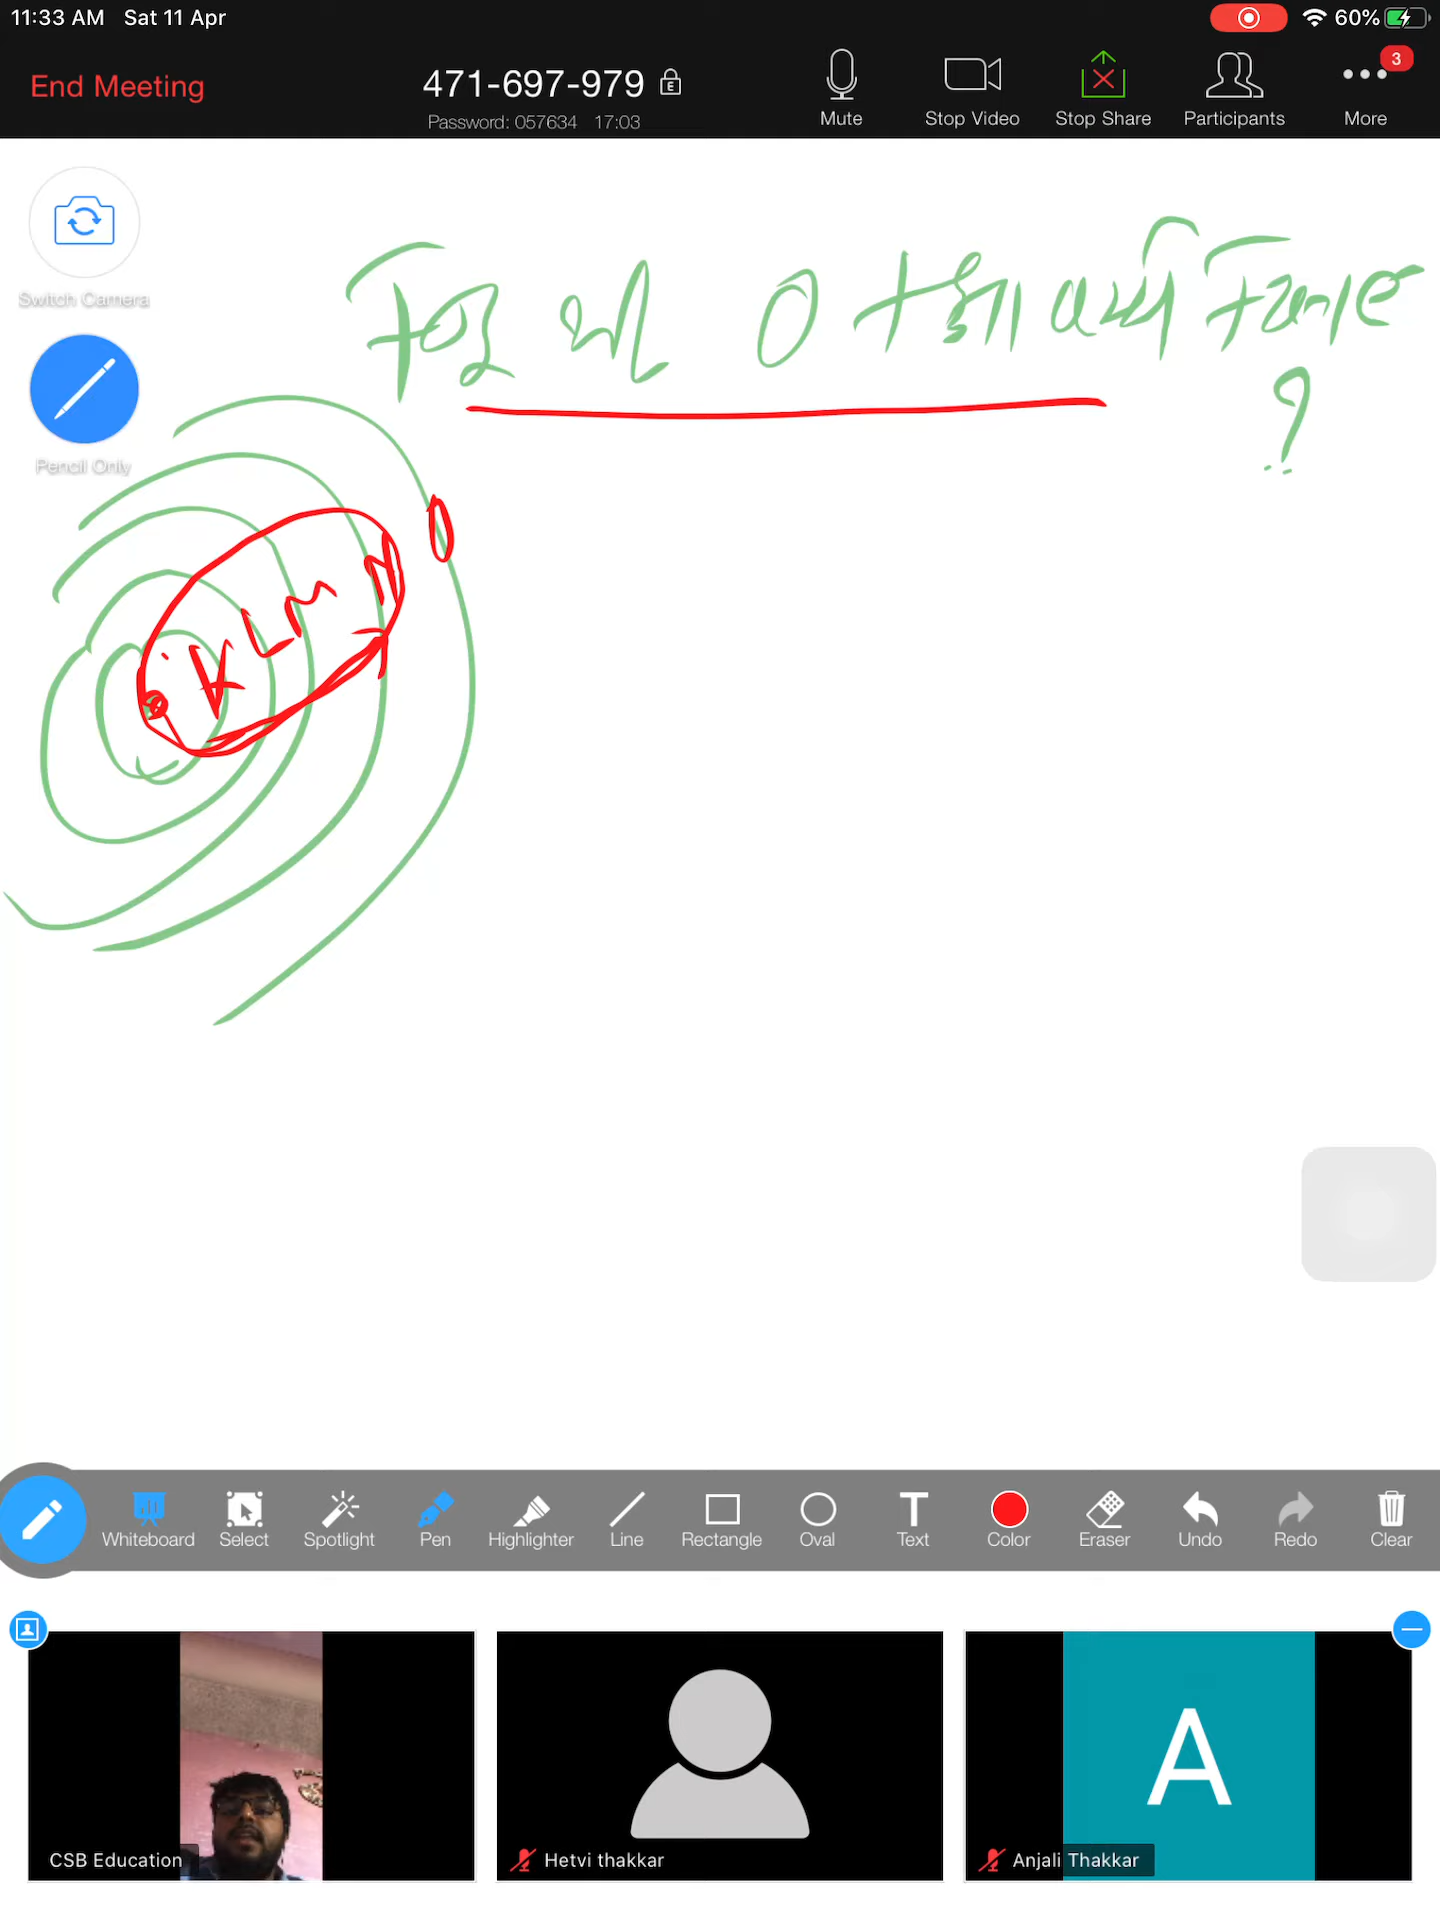 11:33 AM Sat 11 Apr
60%
End Meeting
471-697-979
Password: 057634 17:03
Mute
Stop Video
Stop Share
Participants
3
More
Switch Camera
Pencil Only
0
?
K L M N 0
Whiteboard
Select
Spotlight
Pen
Highlighter
Line
Rectangle
Oval
T
Text
Color
Eraser
Undo
Redo
Clear
CSB Education
Hetvi thakkar
A
Anjali Thakkar